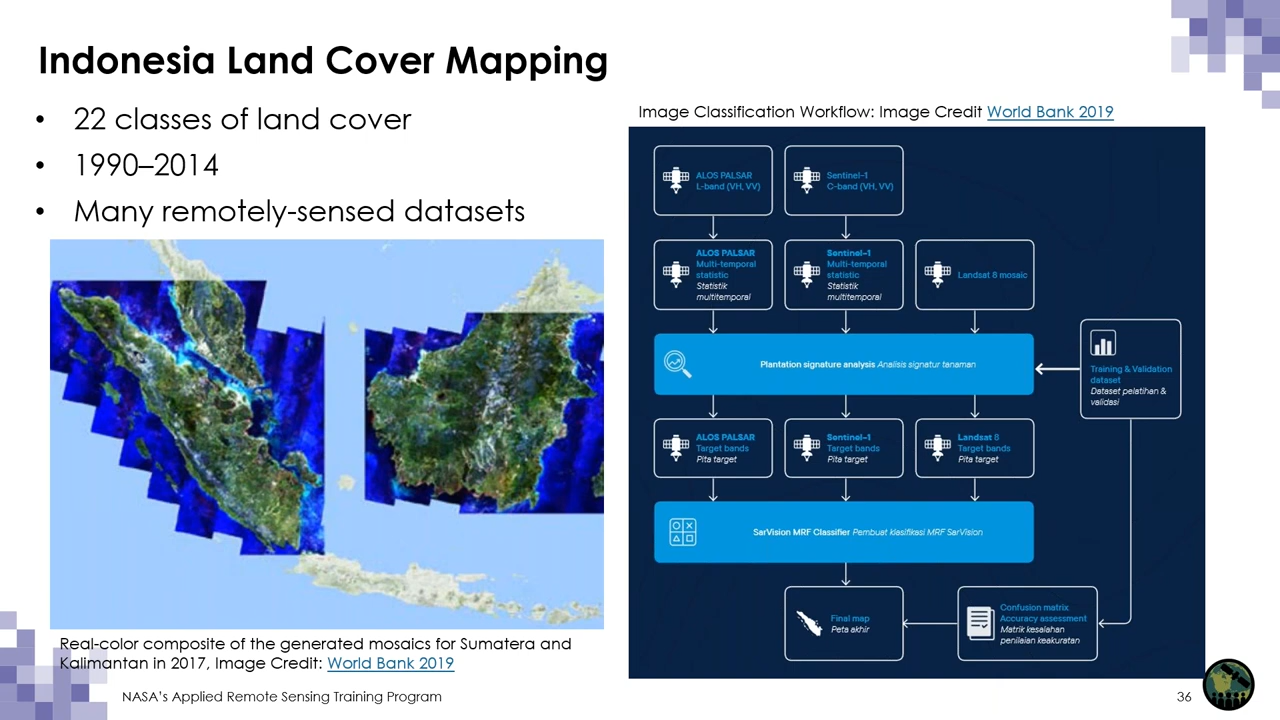 Indonesia Land Cover Mapping
• 22 classes of land cover
• 1990–2014
• Many remotely-sensed datasets
Real-color composite of the generated mosaics for Sumatera and
Kalimantan in 2017, Image Credit: World Bank 2019
Image Classification Workflow: Image Credit World Bank 2019
ALOS PALSAR
L-band (VH, VV)
Sentinel-1
C-band (VH, VV)
ALOS PALSAR
Multi-temporal
statistic
Statistik
multitemporal
Sentinel-1
Multi-temporal
statistic
Statistik
multitemporal
Landsat 8 mosaic
Plantation signature analysis Analisis signatur tanaman
Training & Validation
dataset
Dataset pelatihan &
validasi
ALOS PALSAR
Target bands
Pita target
Sentinel-1
Target bands
Pita target
Landsat 8
Target bands
Pita target
SarVision MRF Classifier Pembuat klasifikasi MRF SarVision
Final map
Peta akhir
Confusion matrix
Accuracy assessment
Matrik kesalahan
penilaian keakuratan
NASA’s Applied Remote Sensing Training Program
36